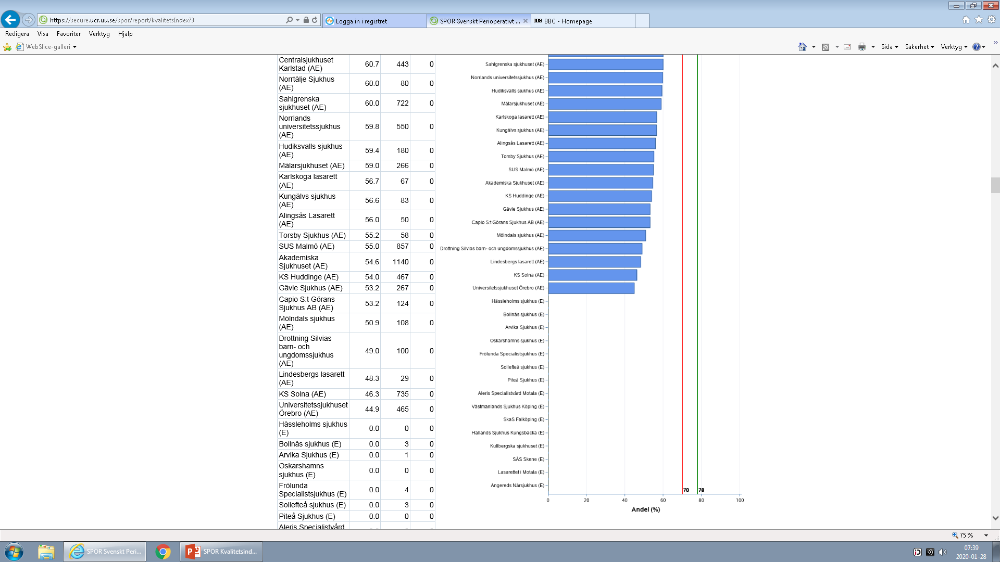 https://secure.ucr.uu.se/spor/report/kvalitetsIndex?3
Logga in i registret
SPOR Svenskt Perioperativt ...
BBC - Homepage
Redigera Visa Favoriter Verktyg Hjälp
WebSlice-galleri
Sida Säkerhet Verktyg
Centralsjukhuset
Karlstad (AE) 60.7 443 0
Norrtälje Sjukhus
(AE) 60.0 80 0
Sahlgrenska
sjukhuset (AE) 60.0 722 0
Norrlands
universitetssjukhus
(AE) 59.8 550 0
Hudiksvalls sjukhus
(AE) 59.4 180 0
Mälarsjukhuset (AE) 59.0 266 0
Karlskoga lasarett
(AE) 56.7 67 0
Kungälvs sjukhus
(AE) 56.6 83 0
Alingsås Lasarett
(AE) 56.0 50 0
Torsby Sjukhus (AE) 55.2 58 0
SUS Malmö (AE) 55.0 857 0
Akademiska
Sjukhuset (AE) 54.6 1140 0
KS Huddinge (AE) 54.0 467 0
Gävle Sjukhus (AE) 53.2 267 0
Capio S:t Görans
Sjukhus AB (AE) 53.2 124 0
Mölndals sjukhus
(AE) 50.9 108 0
Drottning Silvias
barn- och
ungdomssjukhus
(AE) 49.0 100 0
Lindesbergs lasarett
(AE) 48.3 29 0
KS Solna (AE) 46.3 735 0
Universitetssjukhuset
Örebro (AE) 44.9 465 0
Hässleholms sjukhus
(E) 0.0 0 0
Bollnäs sjukhus (E) 0.0 3 0
Arvika Sjukhus (E) 0.0 1 0
Oskarshamns
sjukhus (E) 0.0 0 0
Frölunda
Specialistsjukhus (E) 0.0 4 0
Sollefteå sjukhus (E) 0.0 3 0
Piteå Sjukhus (E) 0.0 0 0
Aleris Specialistvård
Sahlgrenska sjukhuset (AE)
Norrlands universitetssjukhus (AE)
Hudiksvalls sjukhus (AE)
Mälarsjukhuset (AE)
Karlskoga lasarett (AE)
Kungälvs sjukhus (AE)
Alingsås Lasarett (AE)
Torsby Sjukhus (AE)
SUS Malmö (AE)
Akademiska Sjukhuset (AE)
KS Huddinge (AE)
Gävle Sjukhus (AE)
Capio S:t Görans Sjukhus AB (AE)
Mölndals sjukhus (AE)
Drottning Silvias barn- och ungdomssjukhus (AE)
Lindesbergs lasarett (AE)
KS Solna (AE)
Universitetssjukhuset Örebro (AE)
Hässleholms sjukhus (E)
Bollnäs sjukhus (E)
Arvika Sjukhus (E)
Oskarshamns sjukhus (E)
Frölunda Specialistsjukhus (E)
Sollefteå sjukhus (E)
Piteå Sjukhus (E)
Aleris Specialistvård Motala (E)
Västmanlands Sjukhus Köping (E)
SkaS Falköping (E)
Hallands Sjukhus Kungsbacka (E)
Kullbergska sjukhuset (E)
SÄS Skene (E)
Lasarettet i Motala (E)
Angereds Närsjukhus (E)
70
0 20 40 60 80 100
Andel (%)
75 %
SPOR Svenskt Peri...
SPOR Kvalitetsind...
07:39
2020-01-28